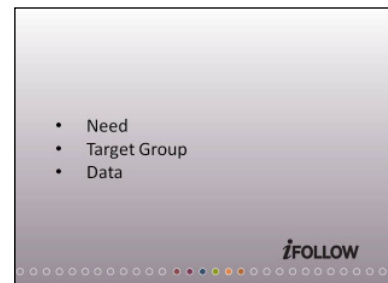 • Need
• Target Group
• Data
iFOLLOW